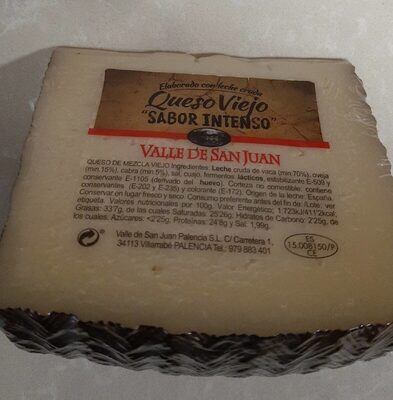 Elaborado con leche cruda
Queso Viejo
"SABOR INTENSO"
VALLE DE SAN JUAN
QUESO DE MEZCLA VIEJO Ingredientes: Leche cruda de vaca (min.70%), oveja
(min.15%), cabra (min.5%), sal, cuajo, fermentos lácticos, estabilizante E-509 y
conservante E-105 (derivado del huevo). Corteza no comestible: contiene
conservantes (E-202 y E-235) y colorante (E-172). Origen de leche: España.
Conservar en lugar fresco y seco. Consumo preferente antes del fin de: /Lote, ver
etiqueta. Valores nutricionales por 100g. Valor Energético: 1.723kJ/411'2kcal.
Grasas: 33'7g, de las cuales Saturadas: 25'26g. Hidratos de Carbono: 2'25g, de
los cuales, Azúcares: <2'25g. Proteínas: 24'8g y Sal, 1,99g.
Valle de San Juan Palencia S.L. C/ Carretera 1.
34113 Villarrabé PALENCIA Tel.: 979 883 401
ES
15.008150/P
CE